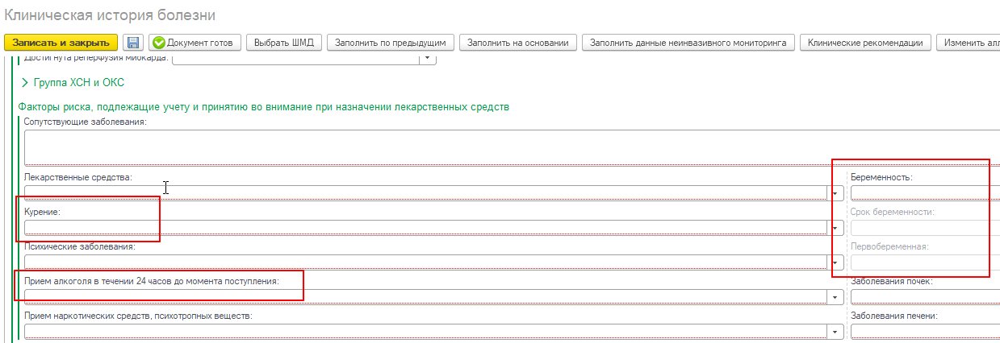 Клиническая история болезни
Записать и закрыть Документ готов Выбрать ШМД Заполнить по предыдущим Заполнить на основании Заполнить данные неинвазивного мониторинга Клинические рекомендации Изменить алл
Достигнута реперфузия миокарда:
Группа ХСН и ОКС
Факторы риска, подлежащие учету и принятию во внимание при назначении лекарственных средств
Сопутствующие заболевания:
Лекарственные средства: Беременность:
Курение: Срок беременности:
Психические заболевания: Первобеременная:
Прием алкоголя в течении 24 часов до момента поступления: Заболевания почек:
Прием наркотических средств, психотропных веществ: Заболевания печени: